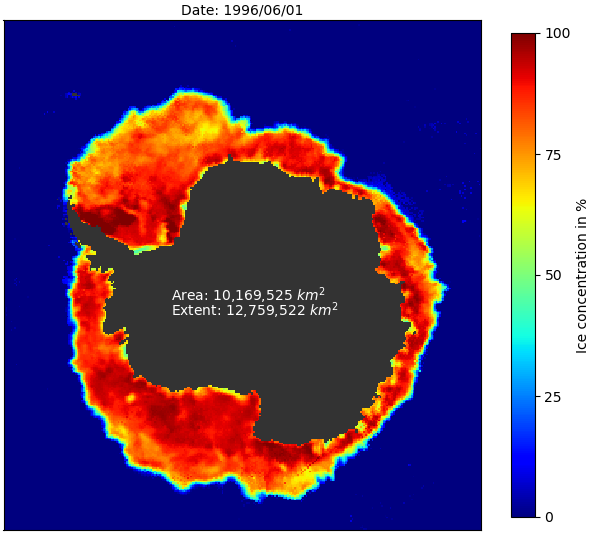 Date: 1996/06/01
100
75
50
25
0
Ice concentration in %
Area: 10,169,525 km²
Extent: 12,759,522 km²